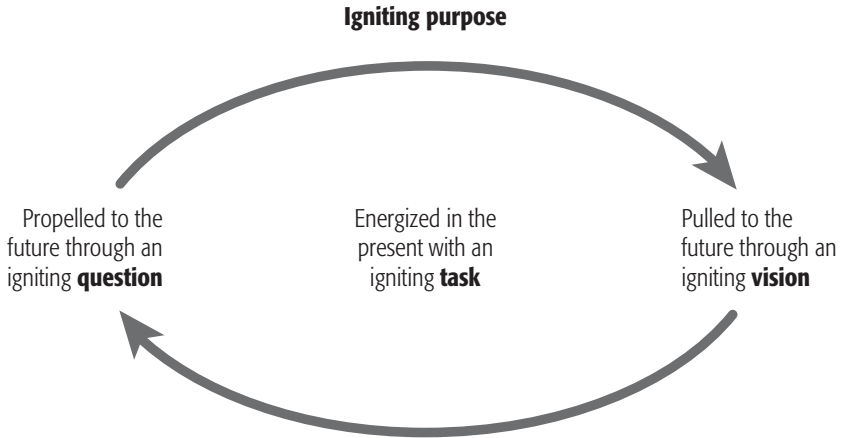 Igniting purpose
Propelled to the
future through an
igniting question
Energized in the
present with an
igniting task
Pulled to the
future through an
igniting vision